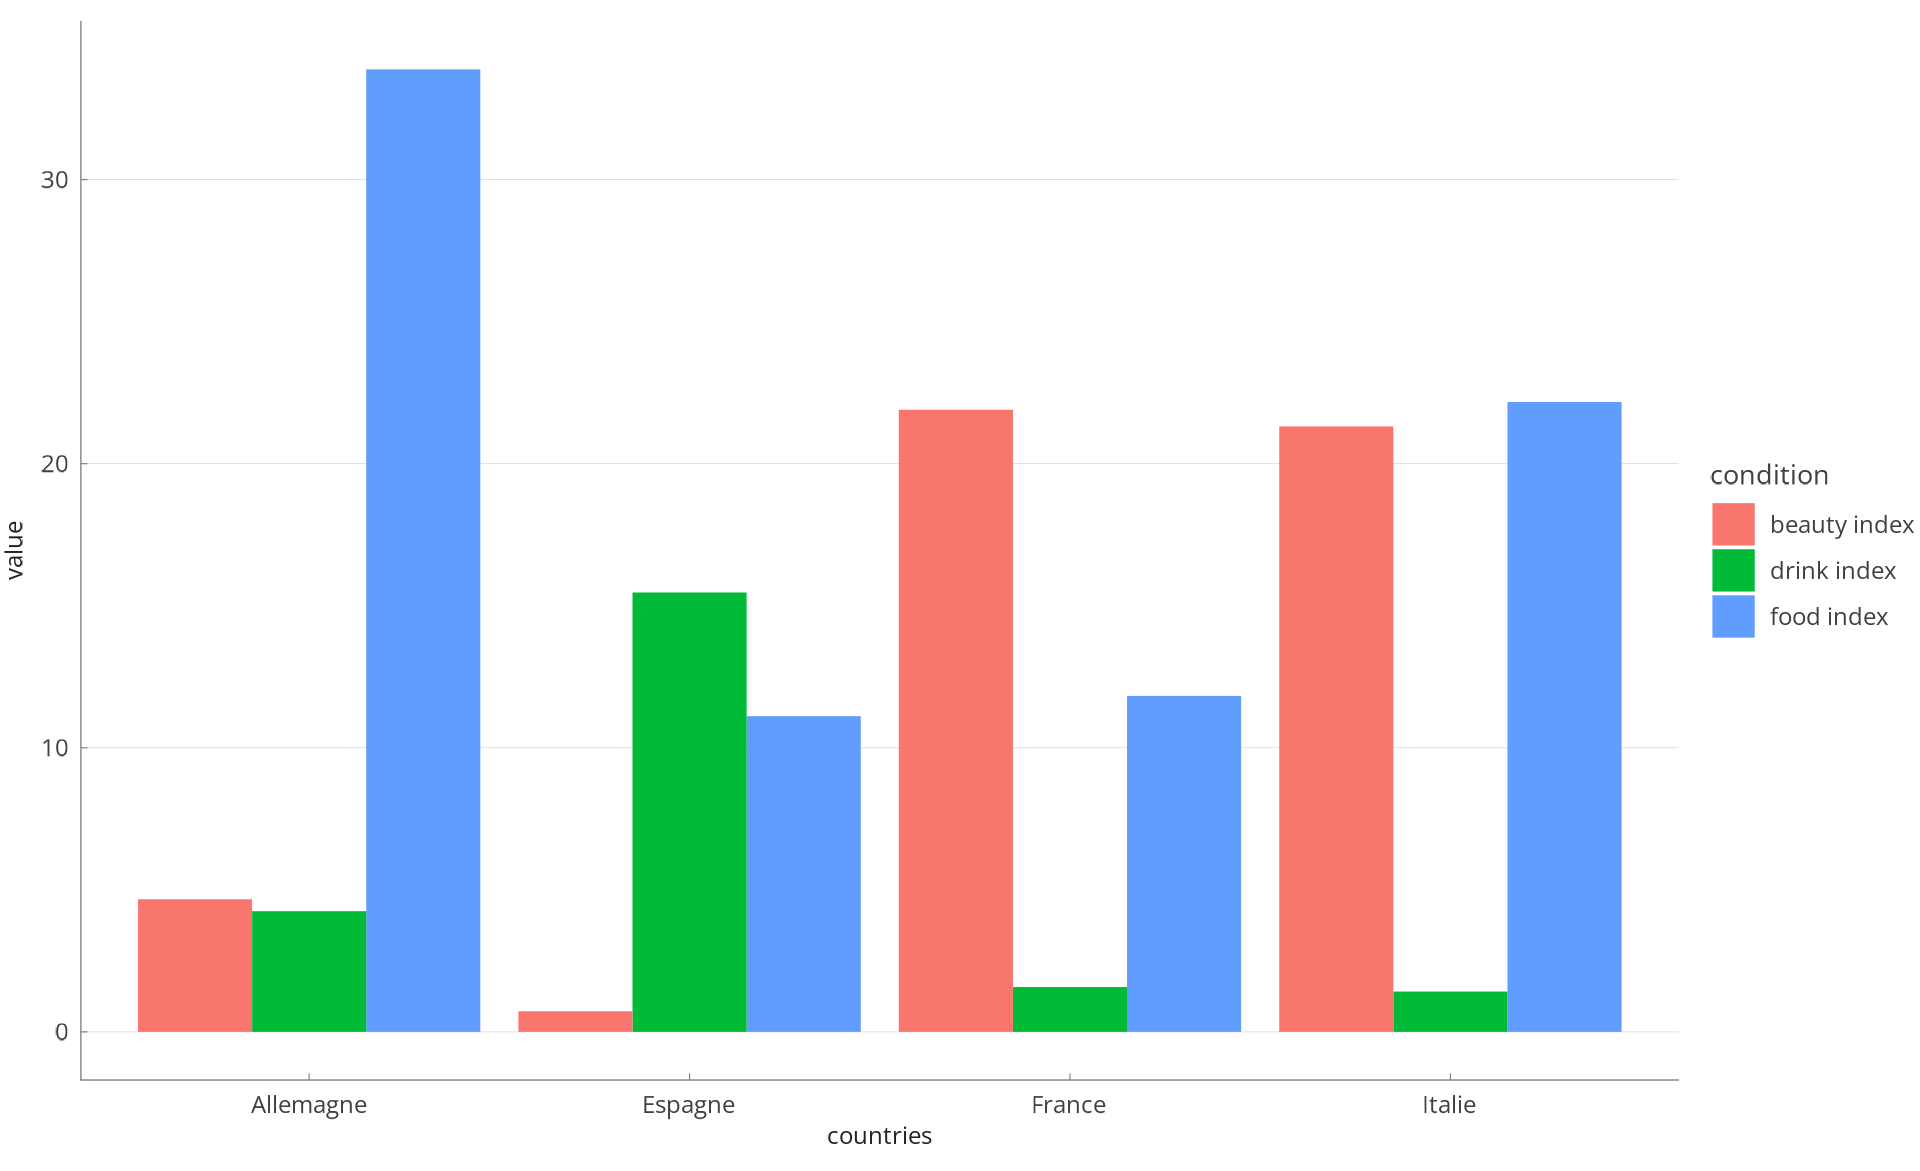 value
30
20
10
0
Allemagne
Espagne
France
Italie
countries
condition
beauty index
drink index
food index